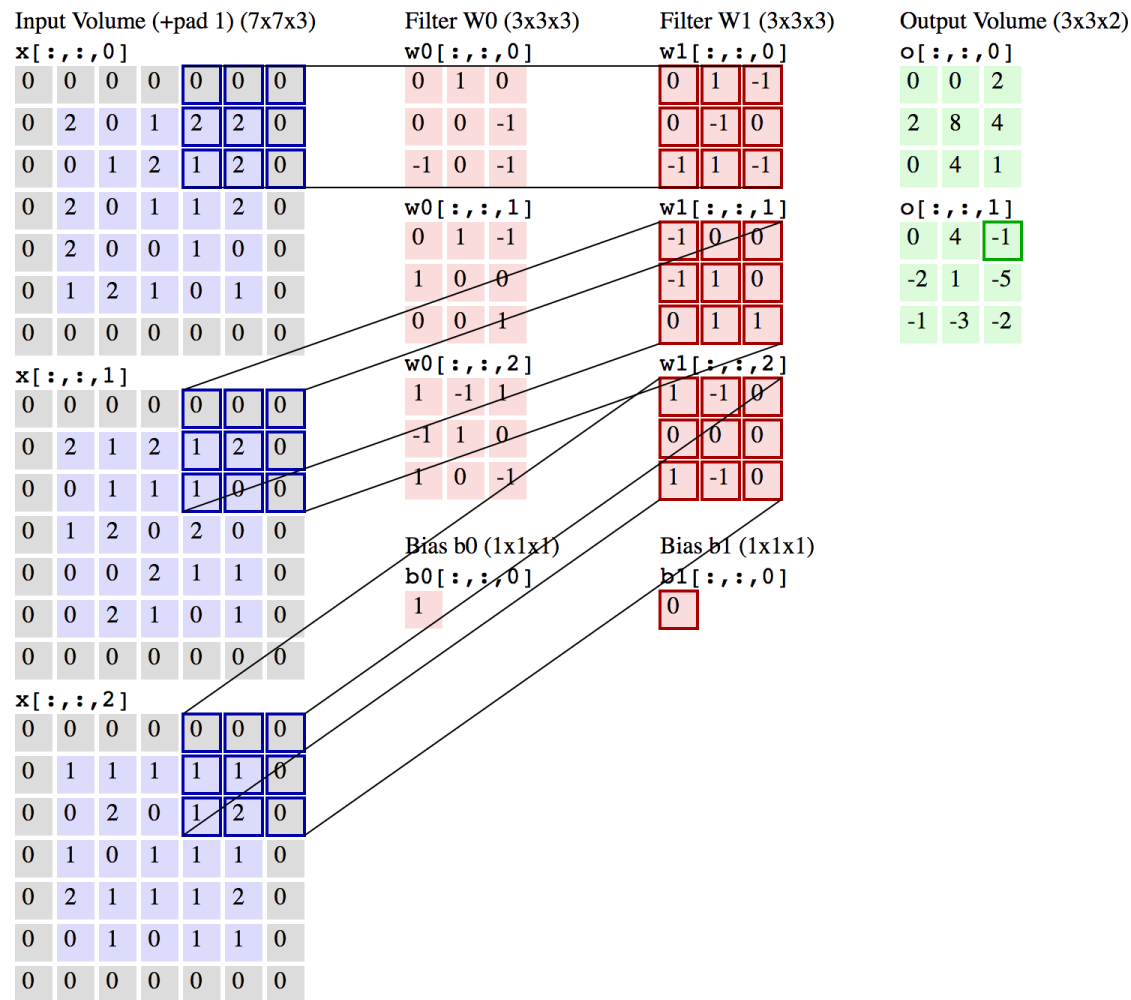 Input Volume (+pad 1) (7x7x3)
x[:,:,0]
0 0 0 0 0 0 0
0 2 0 1 2 2 0
0 0 1 2 1 2 0
0 2 0 1 1 2 0
0 2 0 0 1 0 0
0 1 2 1 0 1 0
0 0 0 0 0 0 0
x[:,:,1]
0 0 0 0 0 0 0
0 2 1 2 1 2 0
0 0 1 1 1 0 0
0 1 2 0 2 0 0
0 0 0 2 1 1 0
0 0 2 1 0 1 0
0 0 0 0 0 0 0
x[:,:,2]
0 0 0 0 0 0 0
0 1 1 1 1 1 0
0 0 2 0 1 2 0
0 1 0 1 1 1 0
0 2 1 1 1 2 0
0 0 1 0 1 1 0
0 0 0 0 0 0 0
Filter W0 (3x3x3)
w0[:,:,0]
0 1 0
0 0 -1
-1 0 -1
w0[:,:,1]
0 1 -1
1 0 0
0 0 1
w0[:,:,2]
1 -1 1
-1 1 0
1 0 -1
Bias b0 (1x1x1)
b0[:,:,0]
1
Filter W1 (3x3x3)
w1[:,:,0]
0 1 -1
0 -1 0
-1 1 -1
w1[:,:,1]
-1 0 0
-1 1 0
0 1 1
w1[:,:,2]
1 -1 0
0 0 0
1 -1 0
Bias b1 (1x1x1)
b1[:,:,0]
0
Output Volume (3x3x2)
o[:,:,0]
0 0 2
2 8 4
0 4 1
o[:,:,1]
0 4 -1
-2 1 -5
-1 -3 -2